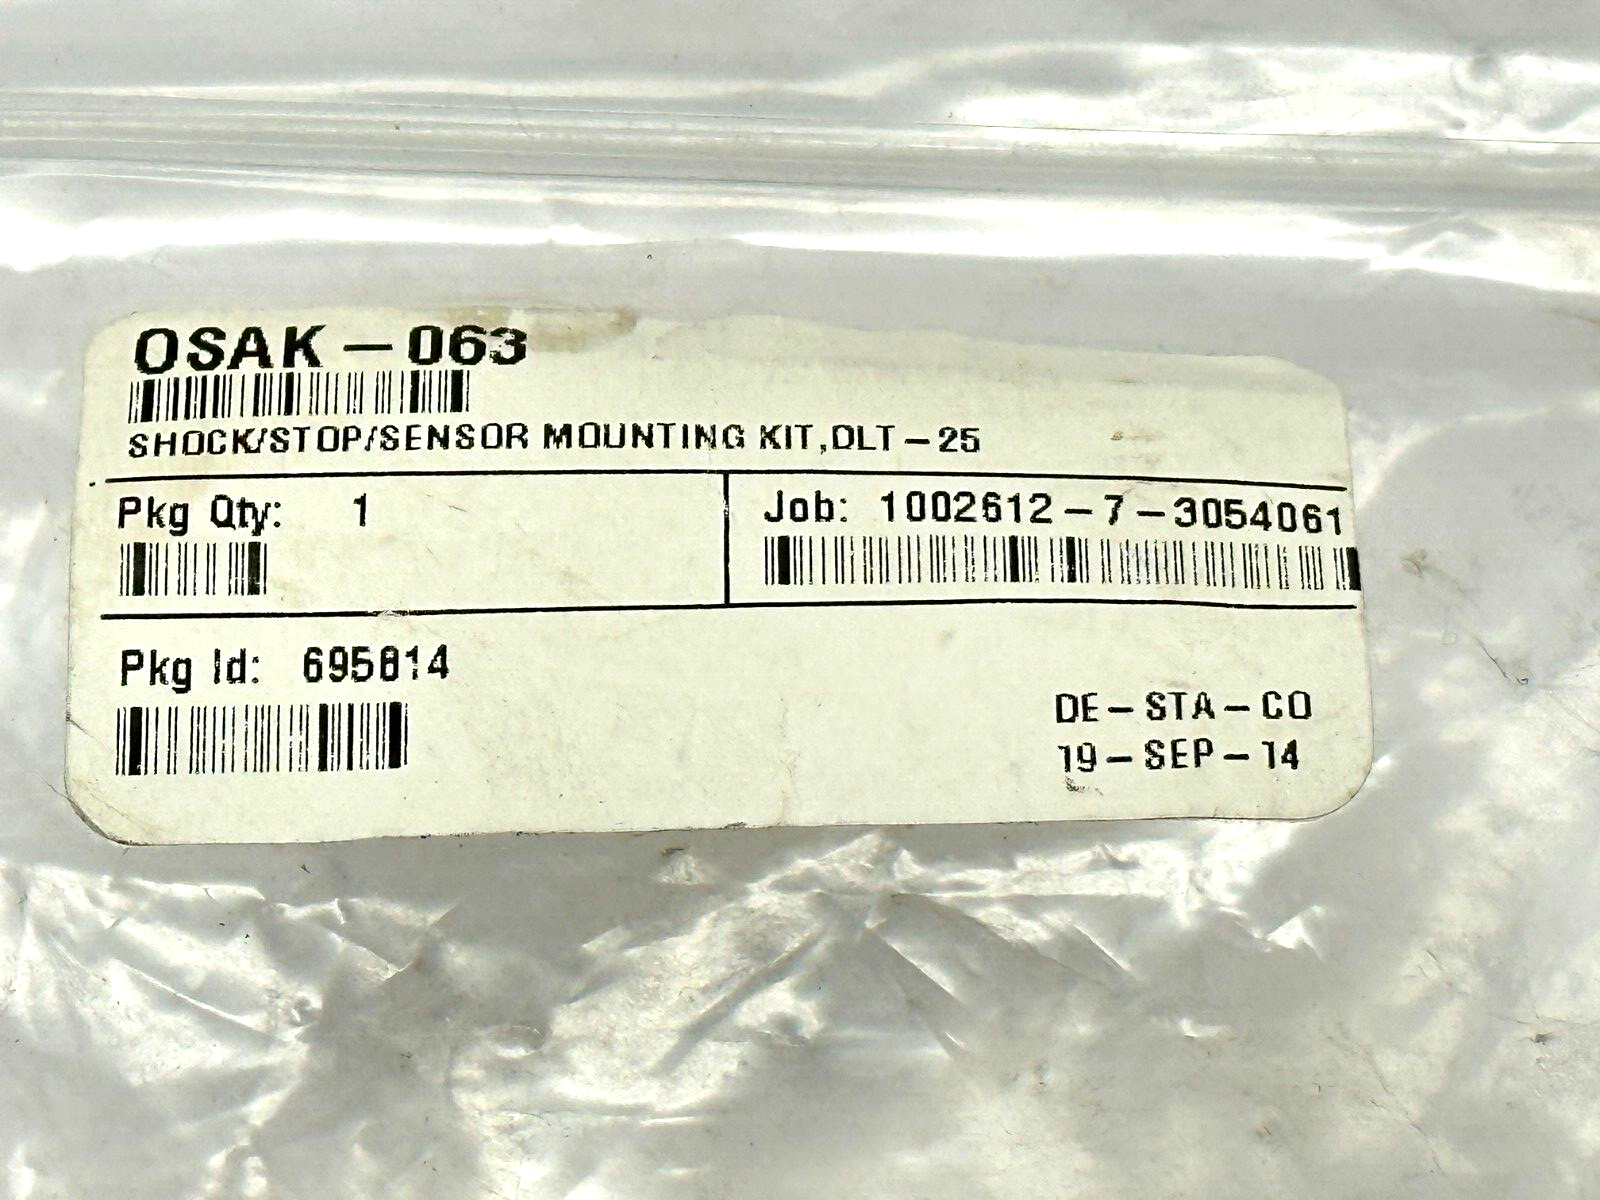 OSAK-063
SHOCK/STOP/SENSOR MOUNTING KIT,DLT-25
Pkg Qty: 1
Job: 1002612-7-3054061
Pkg Id: 695814
DE-STA-CO
19-SEP-14